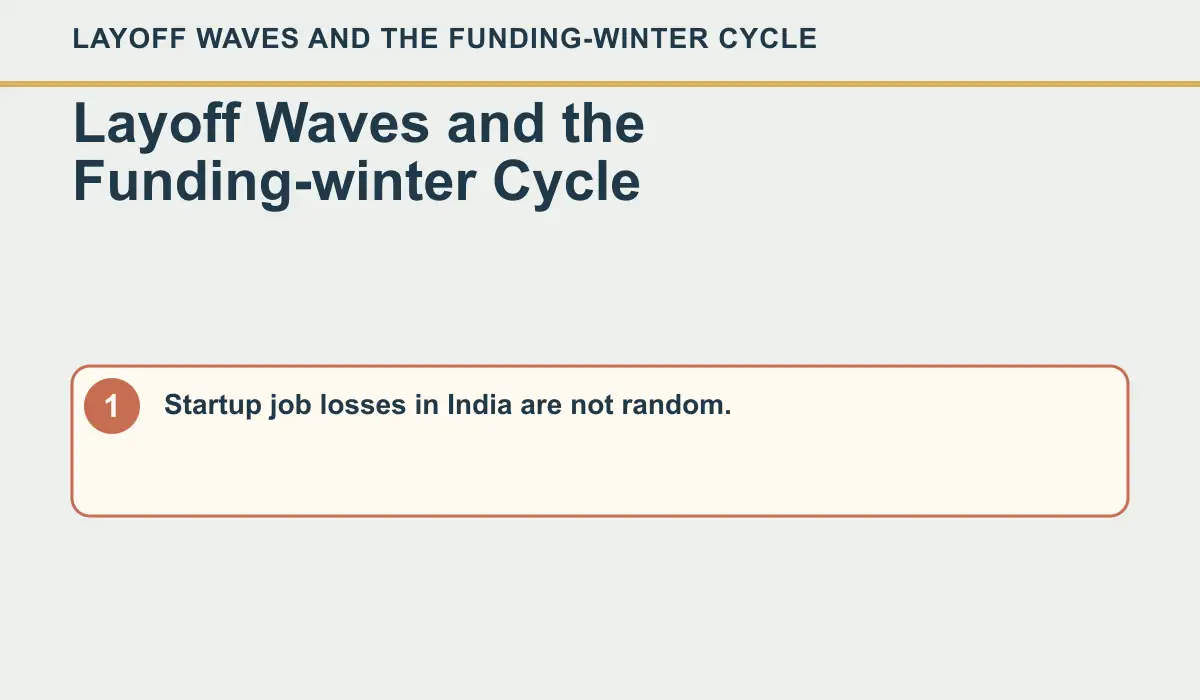 LAYOFF WAVES AND THE FUNDING-WINTER CYCLE
Layoff Waves and the
Funding-winter Cycle
1 Startup job losses in India are not random.